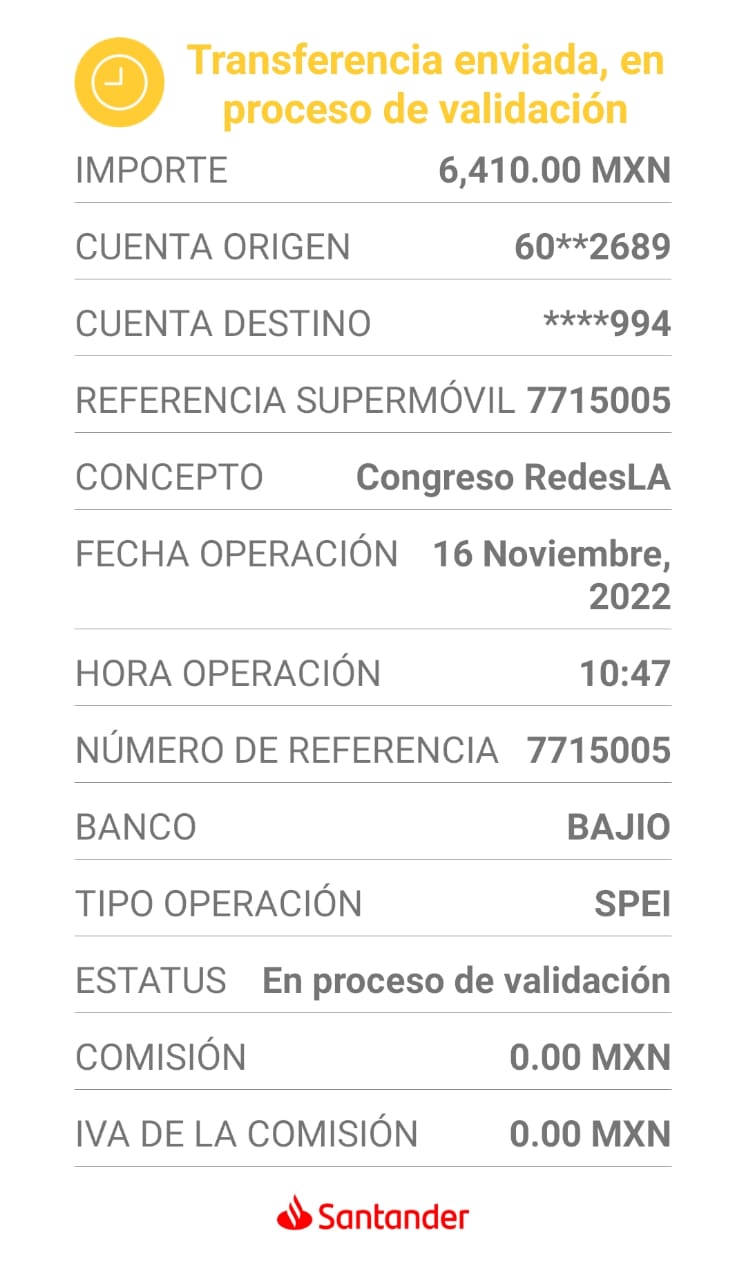 Transferencia enviada, en
proceso de validación
IMPORTE 6,410.00 MXN
CUENTA ORIGEN 60**2689
CUENTA DESTINO ****994
REFERENCIA SUPERMÓVIL 7715005
CONCEPTO Congreso RedesLA
FECHA OPERACIÓN 16 Noviembre,
2022
HORA OPERACIÓN 10:47
NÚMERO DE REFERENCIA 7715005
BANCO BAJIO
TIPO OPERACIÓN SPEI
ESTATUS En proceso de validación
COMISIÓN 0.00 MXN
IVA DE LA COMISIÓN 0.00 MXN
Santander